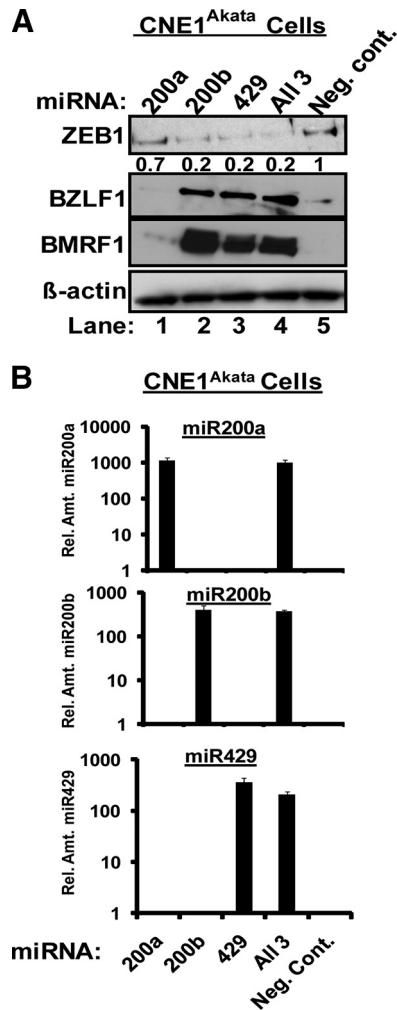 A
CNE1Akata Cells
miRNA: 200a 200b 429 All 3 Neg. cont.
ZEB1
0.7 0.2 0.2 0.2 1
BZLF1
BMRF1
ß-actin
Lane: 1 2 3 4 5
B
CNE1Akata Cells
miR200a
Rel. Amt. miR200a
10000
1000
100
10
1
miR200b
Rel. Amt. miR200b
1000
100
10
1
miR429
Rel. Amt. miR429
1000
100
10
1
miRNA: 200a 200b 429 All 3 Neg. Cont.